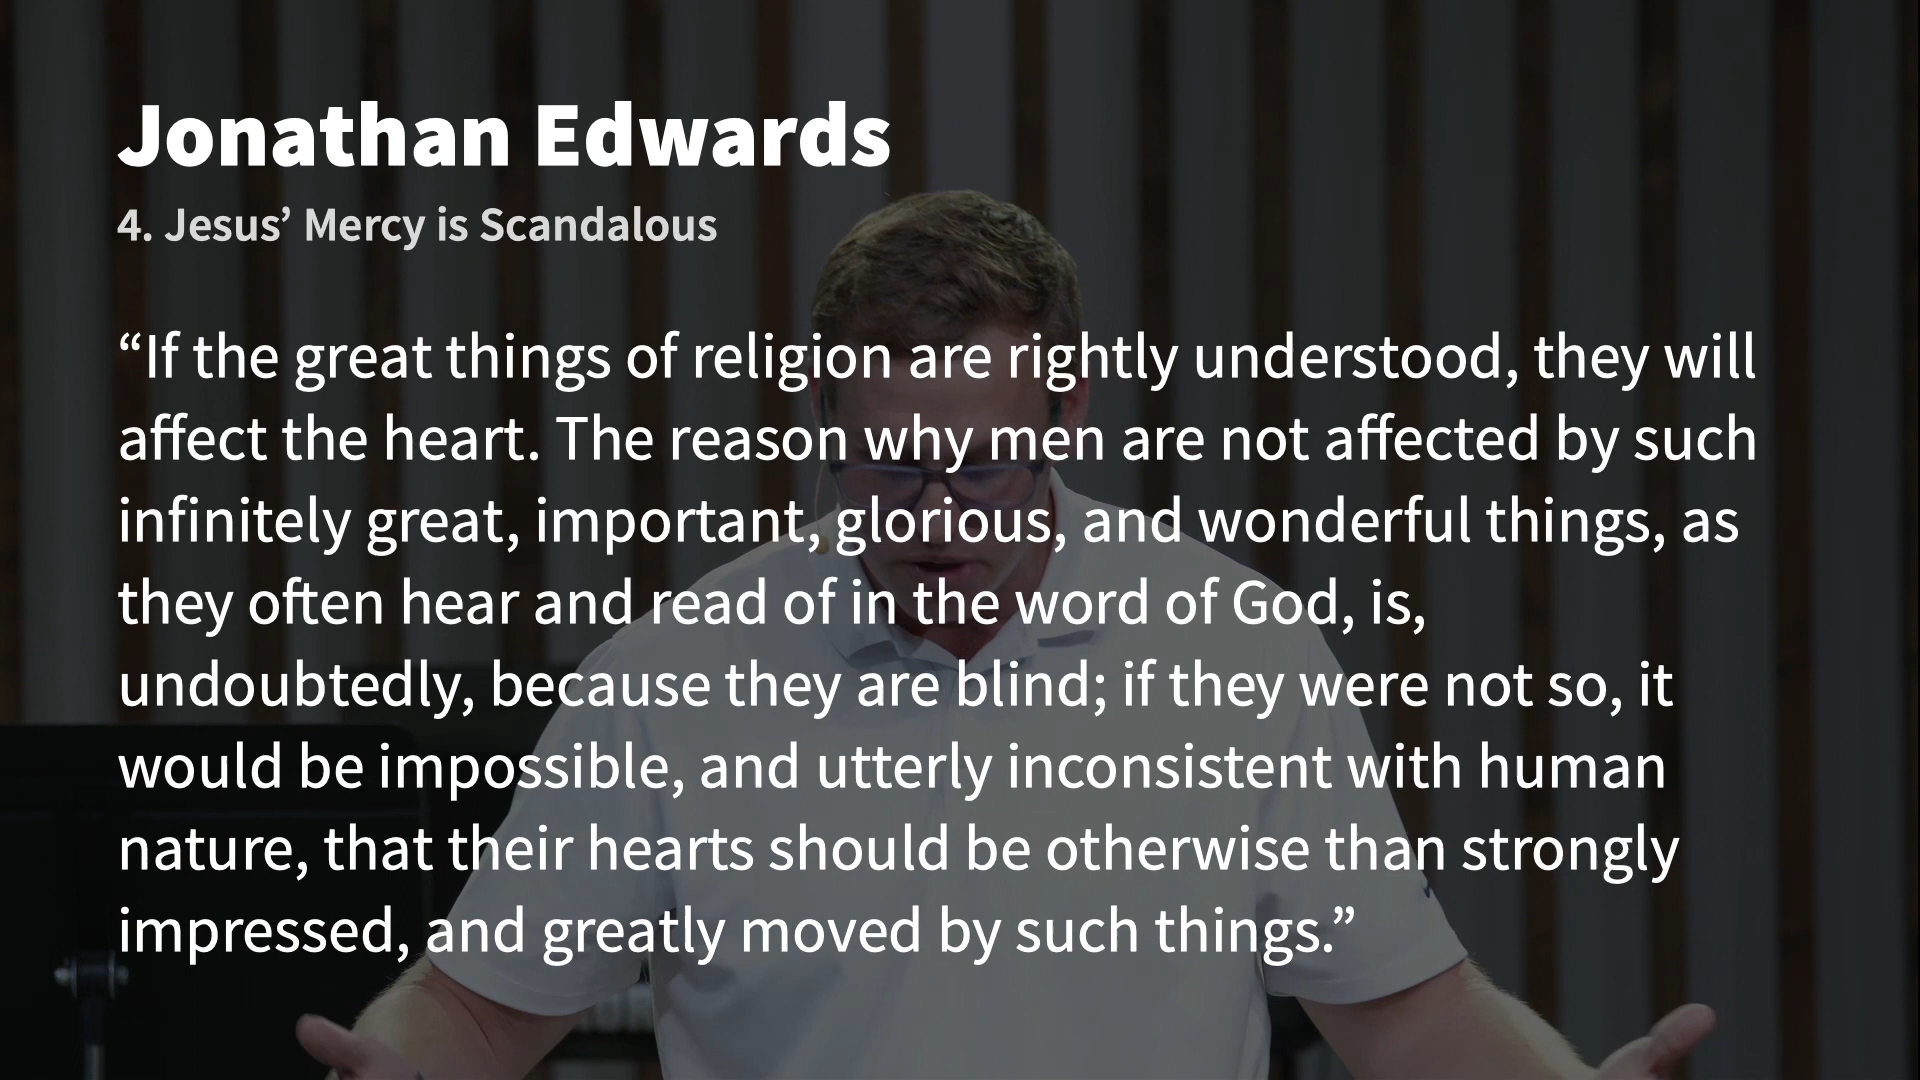 Jonathan Edwards
4. Jesus’ Mercy is Scandalous
“If the great things of religion are rightly understood, they will
affect the heart. The reason why men are not affected by such
infinitely great, important, glorious, and wonderful things, as
they often hear and read of in the word of God, is,
undoubtedly, because they are blind; if they were not so, it
would be impossible, and utterly inconsistent with human
nature, that their hearts should be otherwise than strongly
impressed, and greatly moved by such things.”